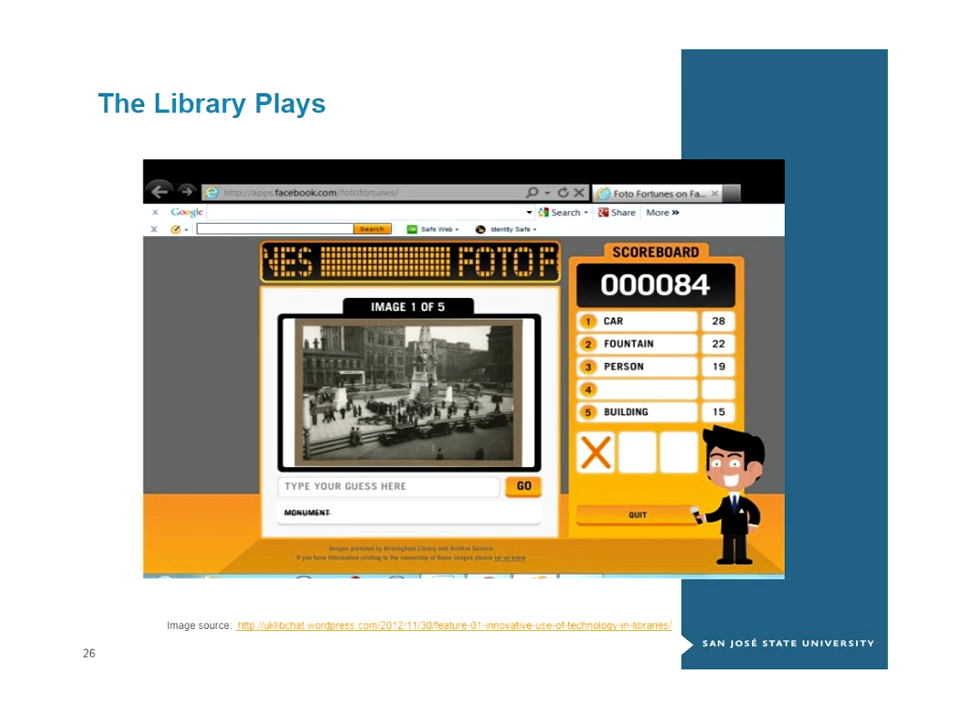 The Library Plays
http://apps.facebook.com/fotofortunes/
Foto Fortunes on Fa...
x Google
Search
Share
More »
x
Search
Safe Web
Identity Safe
NES FOTO F
SCOREBOARD
000084
IMAGE 1 OF 5
1 CAR 28
2 FOUNTAIN 22
3 PERSON 19
4
5 BUILDING 15
X
TYPE YOUR GUESS HERE
GO
MONUMENT
QUIT
Images provided by Birmingham Library and Archive Service
If you have information relating to the ownership of these images please let us know
Image source: http://uklibchat.wordpress.com/2012/11/30/feature-01-innovative-use-of-technology-in-libraries/
SAN JOSÉ STATE UNIVERSITY
26